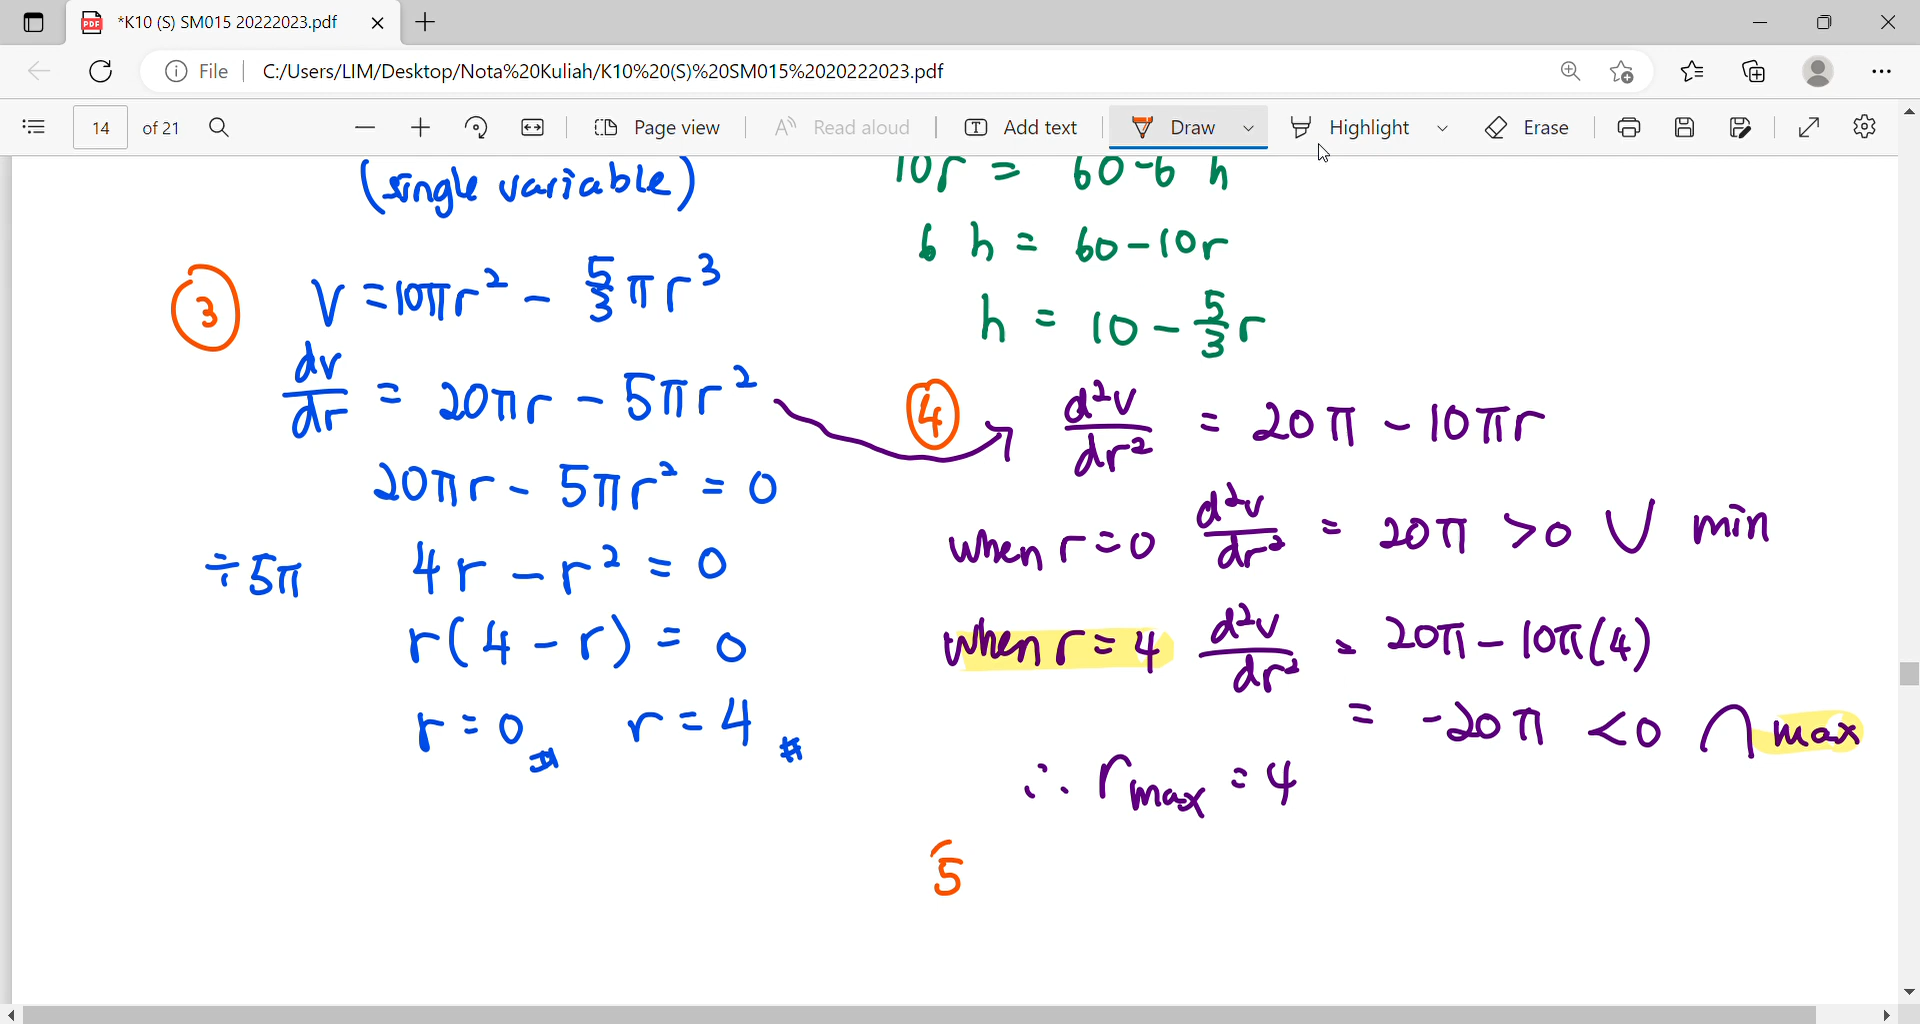 *K10 (S) SM015 20222023.pdf
File C:/Users/LIM/Desktop/Nota%20Kuliah/K10%20(S)%20SM015%2020222023.pdf
14 of 21 Page view Read aloud Add text Draw Highlight Erase
(single variable)
10r = 60-6 h
6 h = 60-10r
h = 10 - 5/3 r
3
V = 10πr² - 5/3 πr³
dv/dr = 20πr - 5πr²
20πr - 5πr² = 0
÷5π 4r - r² = 0
r(4-r) = 0
r=0 # r=4 #
4
d²v/dr² = 20π - 10πr
when r=0 d²v/dr² = 20π >0 ∪ min
when r=4 d²v/dr² = 20π - 10π(4)
= -20π <0 ∩ max
∴ rmax = 4
5